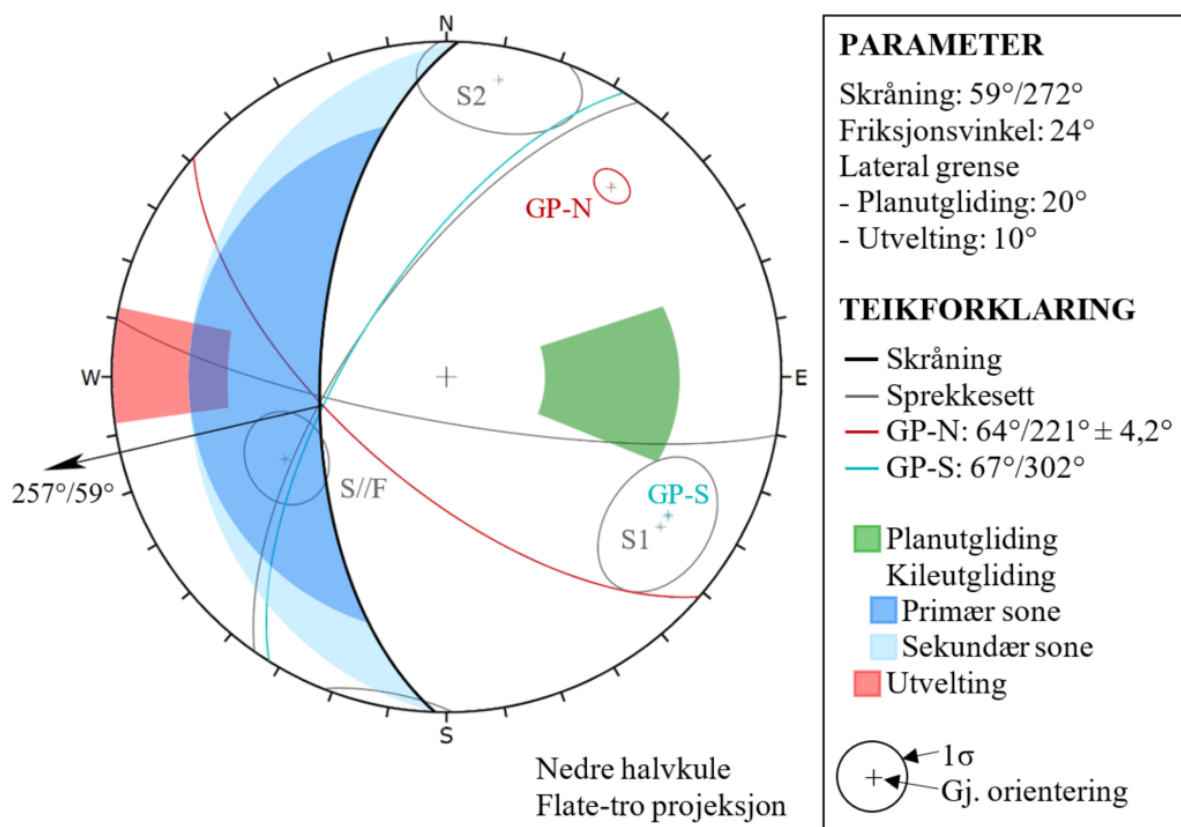 N
S2
GP-N
W
E
S//F
GP-S
S1
257°/59°
S
Nedre halvkule
Flate-tro projeksjon
PARAMETER
Skråning: 59°/272°
Friksjonsvinkel: 24°
Lateral grense
- Planutgliding: 20°
- Utvelting: 10°
TEIKFORKLARING
Skråning
Sprekkesett
GP-N: 64°/221° ± 4,2°
GP-S: 67°/302°
Planutgliding
Kileutgliding
Primær sone
Sekundær sone
Utvelting
1σ
Gj. orientering